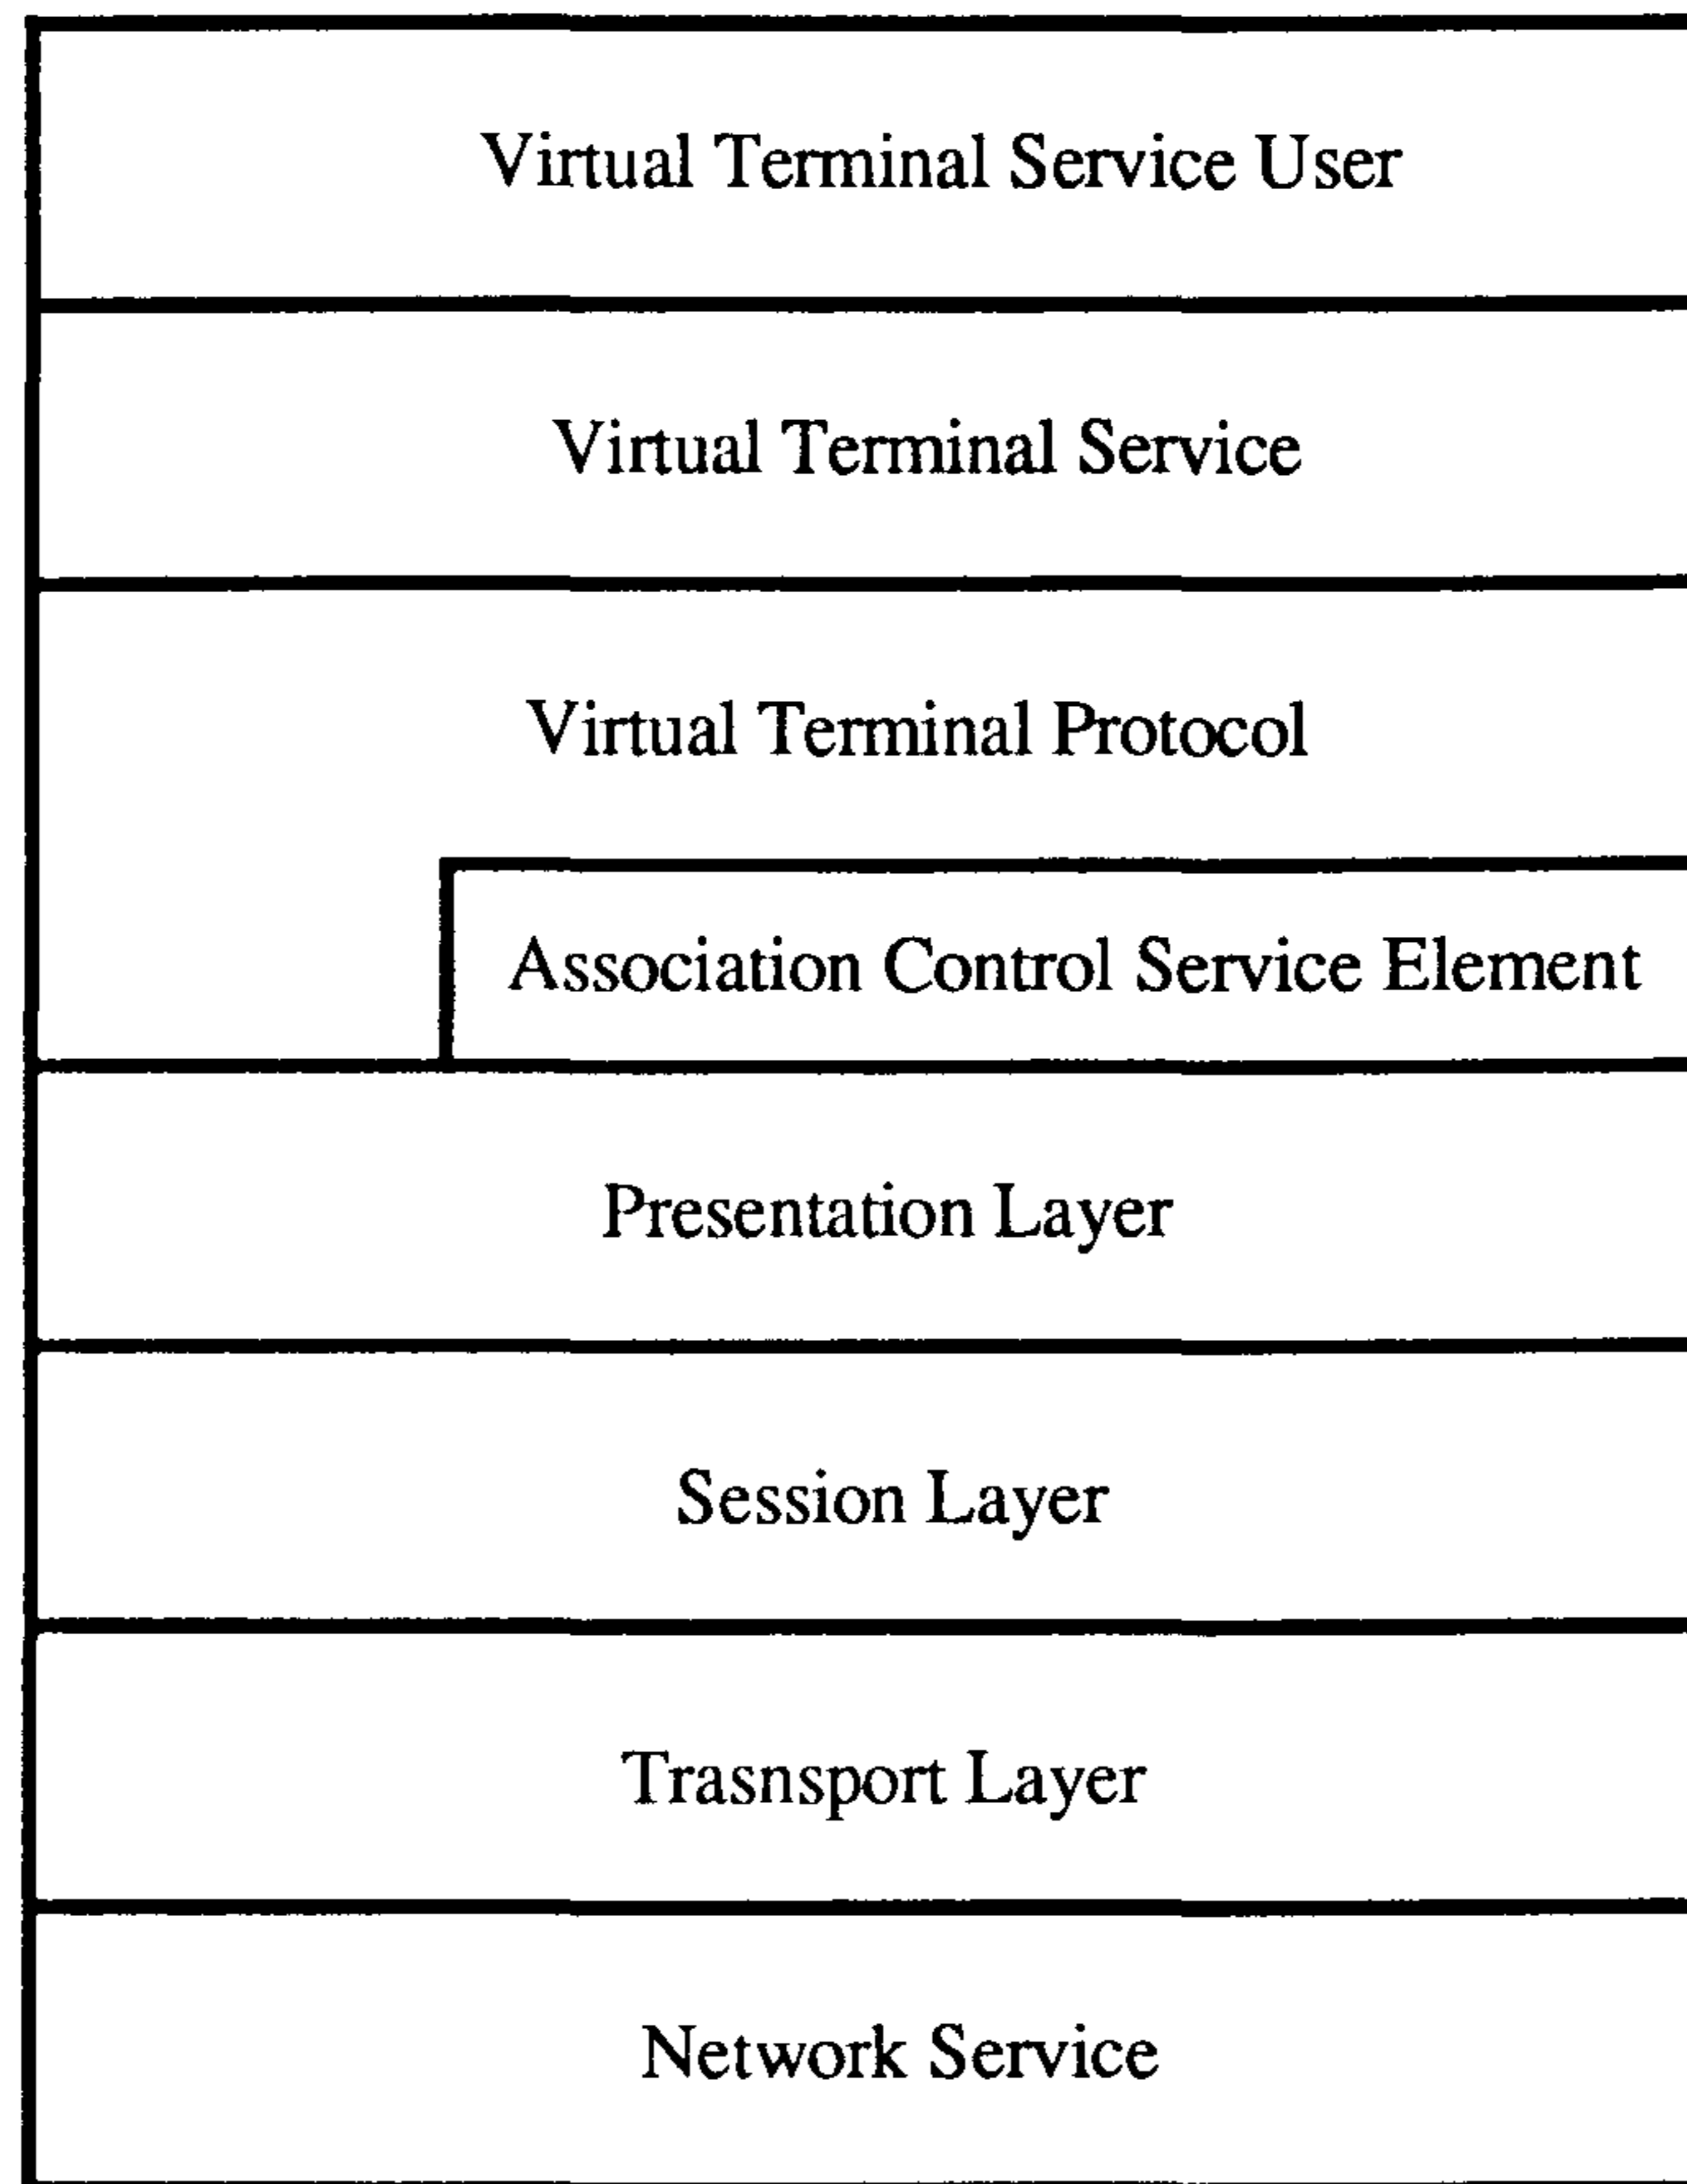 Virtual Terminal Service User
Virtual Terminal Service
Virtual Terminal Protocol
Association Control Service Element
Presentation Layer
Session Layer
Trasnsport Layer
Network Service